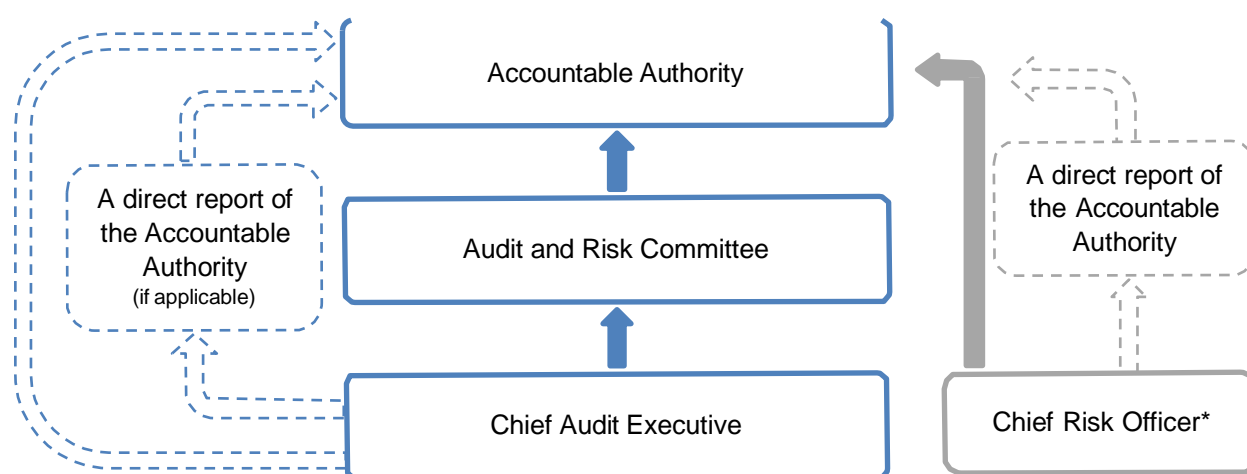 Accountable Authority
A direct report of
the Accountable
Authority
(if applicable)
Audit and Risk Committee
A direct report of
the Accountable
Authority
Chief Audit Executive
Chief Risk Officer*